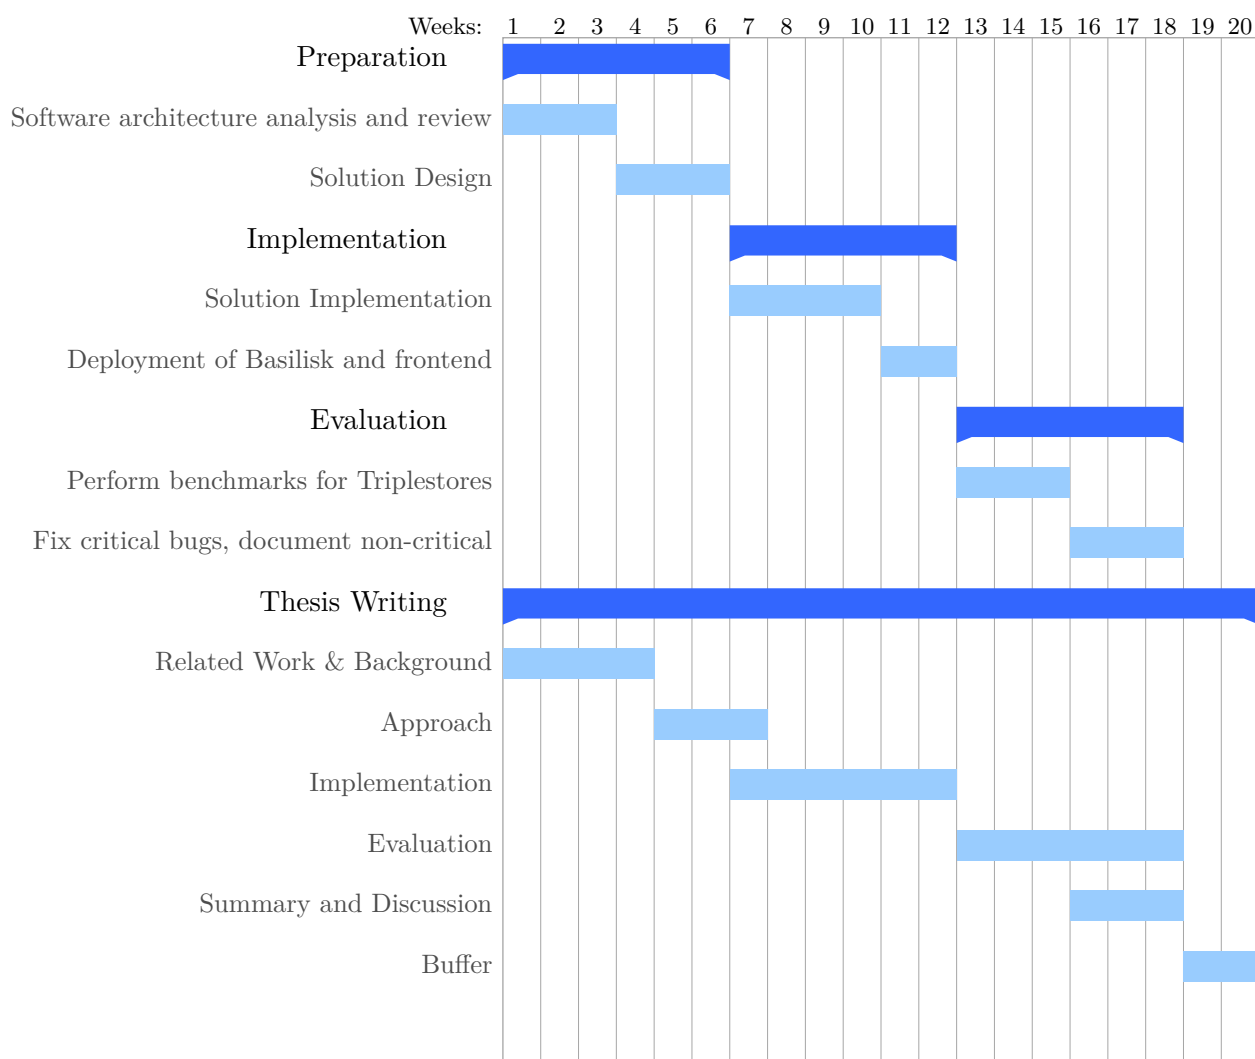 Weeks: 1 2 3 4 5 6 7 8 9 10 11 12 13 14 15 16 17 18 19 20
Preparation
Software architecture analysis and review
Solution Design
Implementation
Solution Implementation
Deployment of Basilisk and frontend
Evaluation
Perform benchmarks for Triplestores
Fix critical bugs, document non-critical
Thesis Writing
Related Work & Background
Approach
Implementation
Evaluation
Summary and Discussion
Buffer